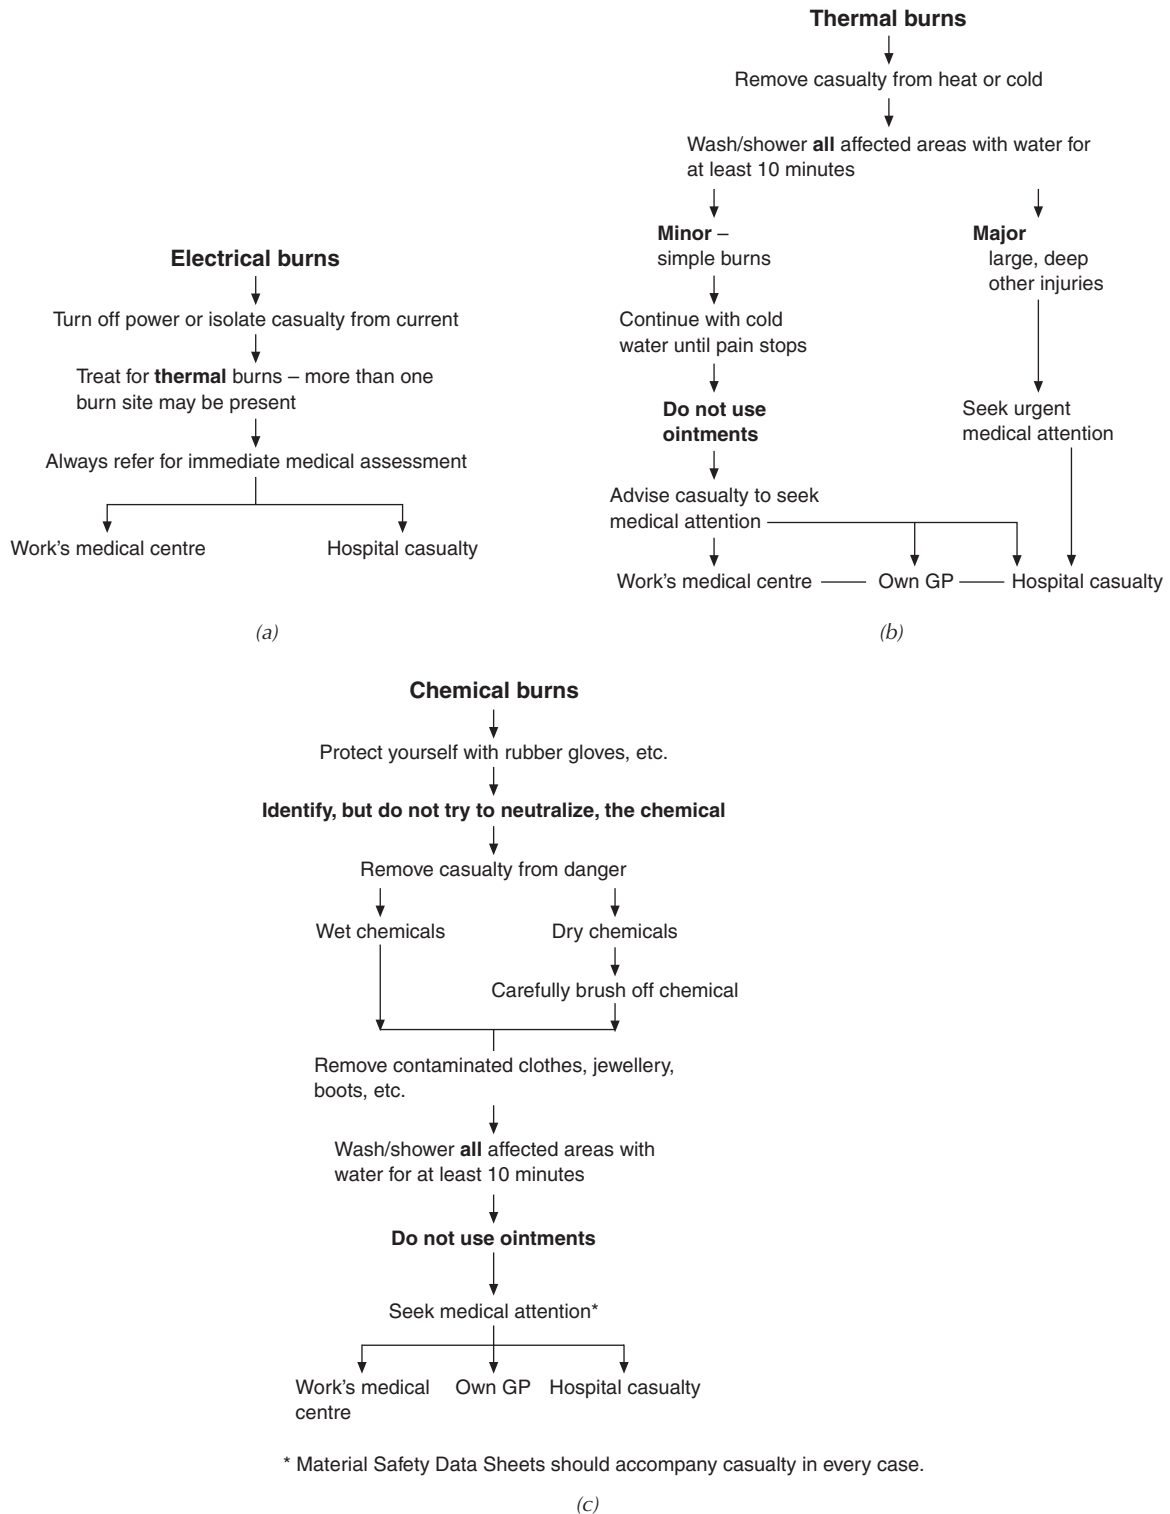 Electrical burns
Turn off power or isolate casualty from current
Treat for thermal burns – more than one
burn site may be present
Always refer for immediate medical assessment
Work's medical centre
Hospital casualty
(a)
Thermal burns
Remove casualty from heat or cold
Wash/shower all affected areas with water for
at least 10 minutes
Minor –
simple burns
Continue with cold
water until pain stops
Do not use
ointments
Advise casualty to seek
medical attention
Major
large, deep
other injuries
Seek urgent
medical attention
Work's medical centre
Own GP
Hospital casualty
(b)
Chemical burns
Protect yourself with rubber gloves, etc.
Identify, but do not try to neutralize, the chemical
Remove casualty from danger
Wet chemicals
Dry chemicals
Carefully brush off chemical
Remove contaminated clothes, jewellery,
boots, etc.
Wash/shower all affected areas with
water for at least 10 minutes
Do not use ointments
Seek medical attention*
Work's medical
centre
Own GP
Hospital casualty
* Material Safety Data Sheets should accompany casualty in every case.
(c)